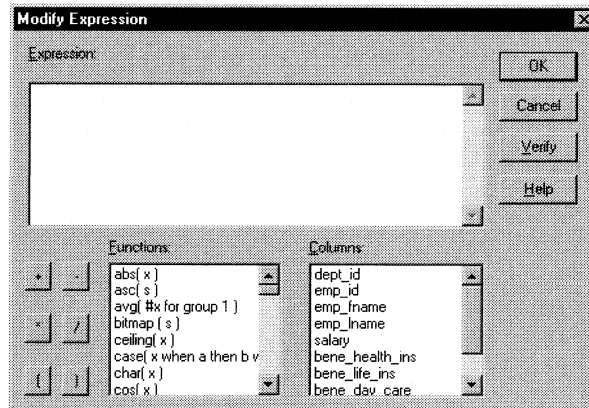 Modify Expression
Expression:
OK
Cancel
Verify
Help
Functions:
Columns:
+ -
* /
( )
abs( x )
asc( s )
avg( #x for group 1 )
bitmap ( s )
ceiling( x )
case( x when a then b w
char( x )
cos( x )
dept_id
emp_id
emp_fname
emp_lname
salary
bene_health_ins
bene_life_ins
bene_day_care